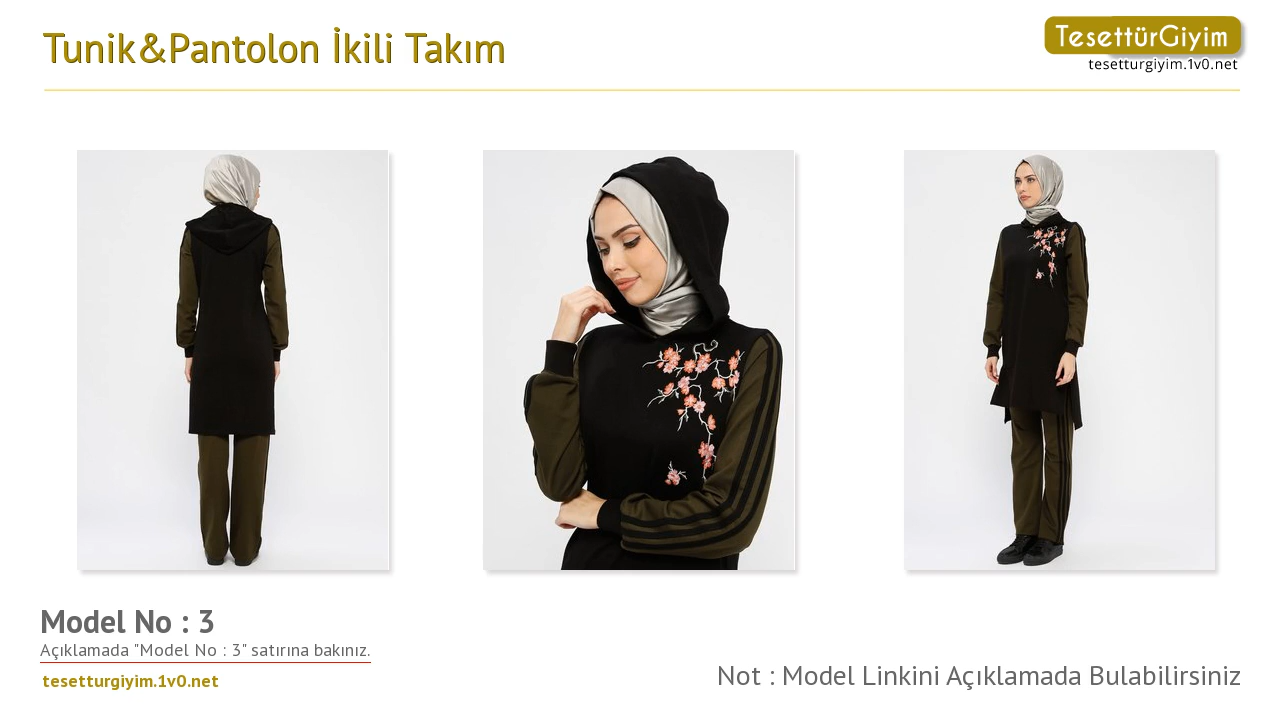 Tunik&Pantolon İkili Takım
TesettürGiyim
tesetturgiyim.1v0.net
Model No : 3
Açıklamada "Model No : 3" satırına bakınız.
tesetturgiyim.1v0.net
Not : Model Linkini Açıklamada Bulabilirsiniz